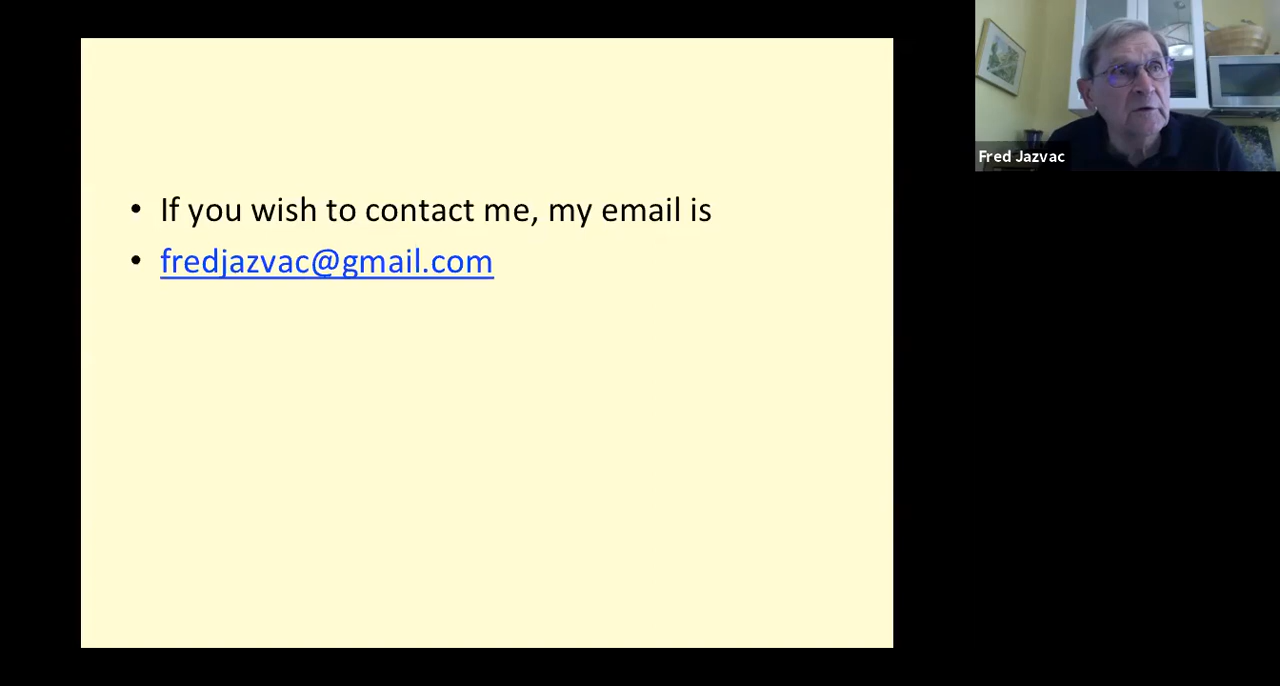 • If you wish to contact me, my email is
• fredjazvac@gmail.com
Fred Jazvac